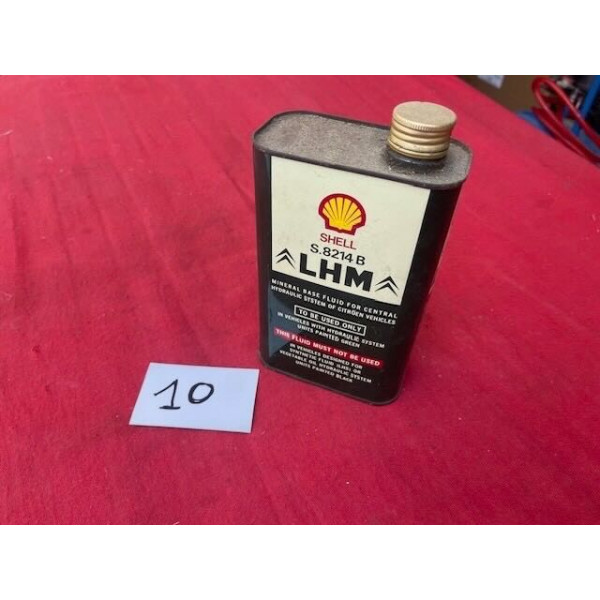 SHELL
S.8214 B
LHM
MINERAL BASE FLUID FOR CENTRAL
HYDRAULIC SYSTEM OF CITROËN VEHICLES
TO BE USED ONLY
IN VEHICLES WITH HYDRAULIC SYSTEM
UNITS PAINTED GREEN
THIS FLUID MUST NOT BE USED
IN VEHICLES DESIGNED FOR
SYNTHETIC FLUID (LHS) OR
VEGETABLE OIL HYDRAULIC SYSTEM
UNITS PAINTED BLACK
10